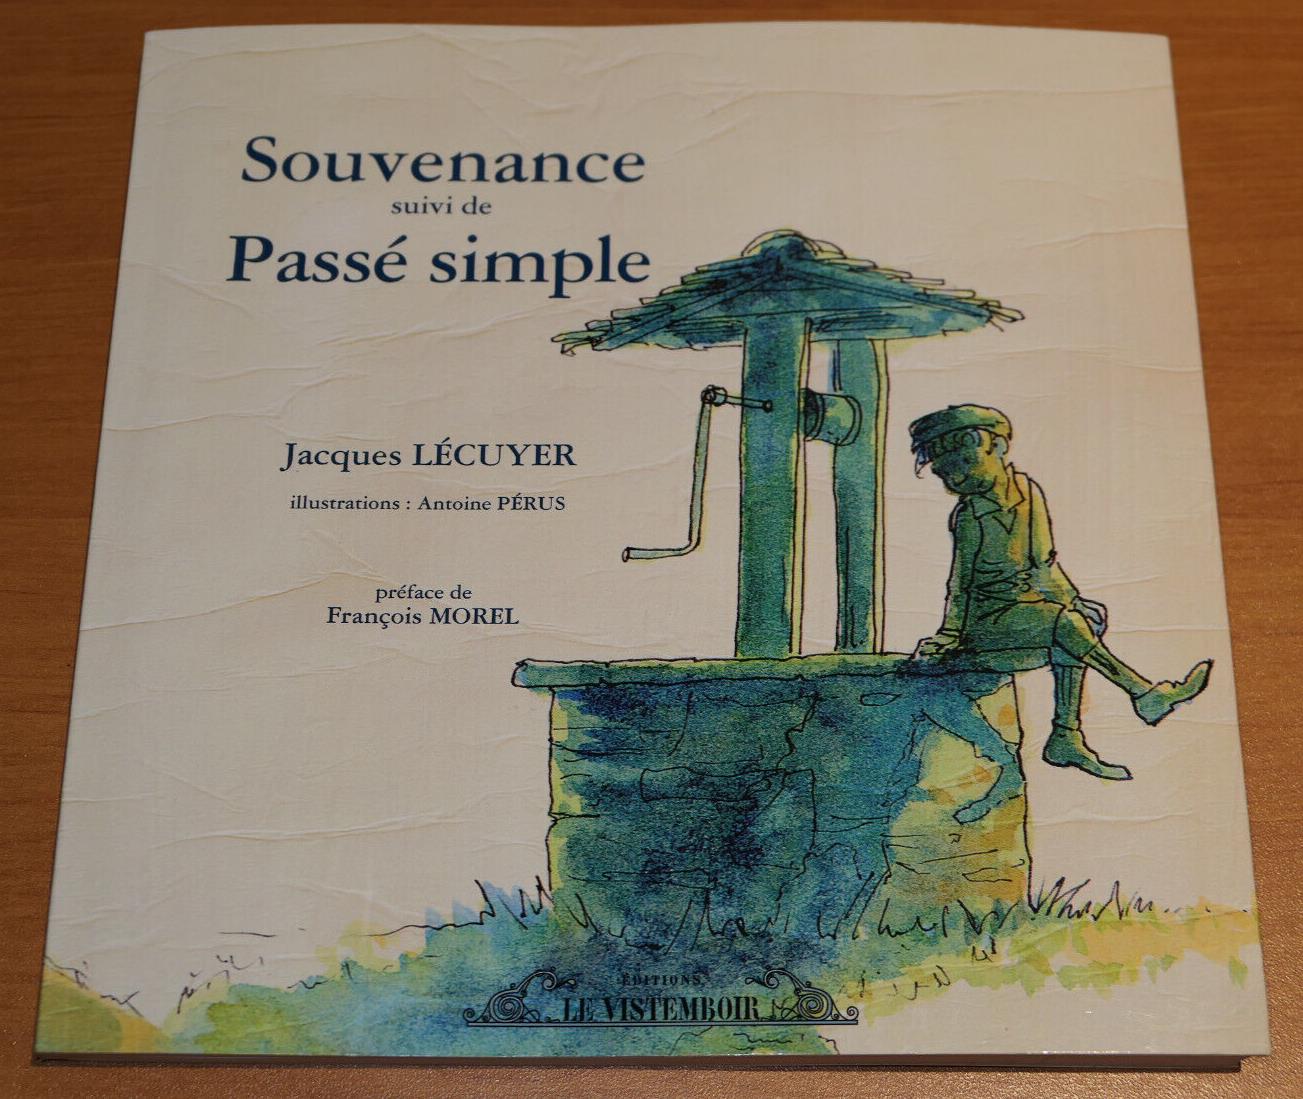 Souvenance
suivi de
Passé simple
Jacques LÉCUYER
illustrations : Antoine PÉRUS
préface de
François MOREL
ÉDITIONS
LE VISTEMBOIR